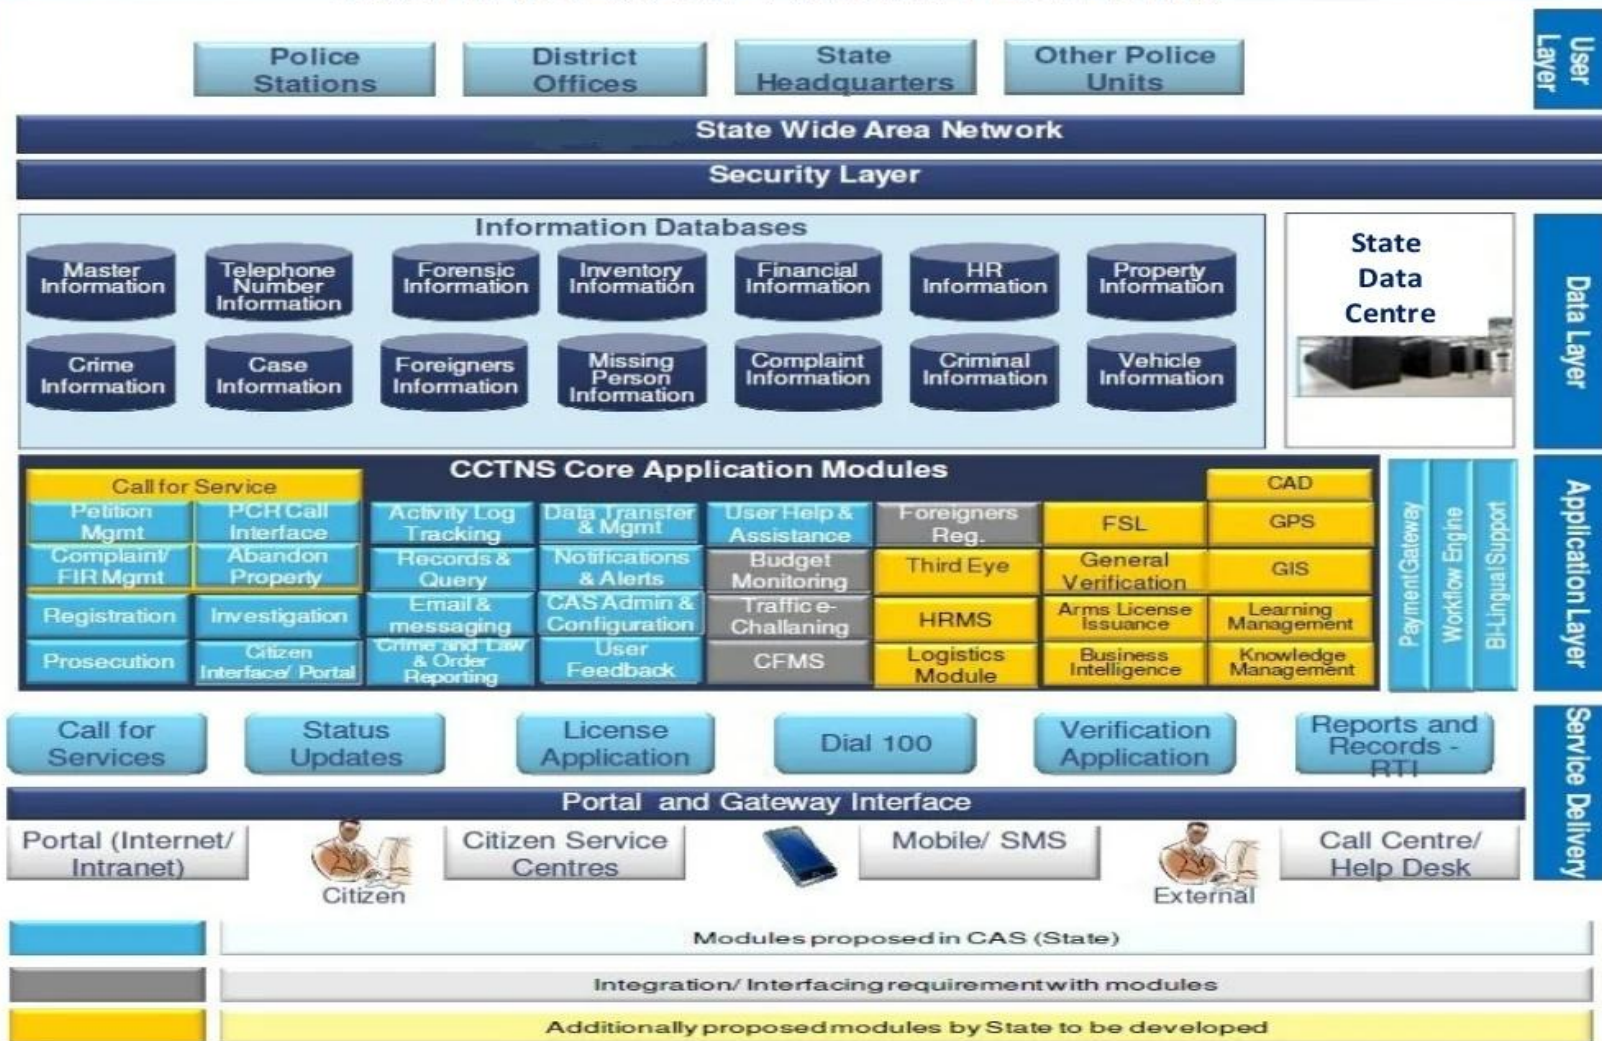 User
Layer
Police
Stations
District
Offices
State
Headquarters
Other Police
Units
State Wide Area Network
Security Layer
Information Databases
Master
Information
Telephone
Number
Information
Forensic
Information
Inventory
Information
Financial
Information
HR
Information
Property
Information
Crime
Information
Case
Information
Foreigners
Information
Missing
Person
Information
Complaint
Information
Criminal
Information
Vehicle
Information
State
Data
Centre
Data Layer
CCTNS Core Application Modules
Call for Service
CAD
Petition
Mgmt
PCR Call
Interface
Activity Log
Tracking
Data Transfer
& Mgmt
User Help &
Assistance
Foreigners
Reg.
FSL
GPS
Complaint/
FIR Mgmt
Abandon
Property
Records &
Query
Notifications
& Alerts
Budget
Monitoring
Third Eye
General
Verification
GIS
Registration
Investigation
Email &
messaging
CAS Admin &
Configuration
Traffic e-
Challaning
HRMS
Arms License
Issuance
Learning
Management
Prosecution
Citizen
Interface/ Portal
Crime and Law
& Order
Reporting
User
Feedback
CFMS
Logistics
Module
Business
Intelligence
Knowledge
Management
Payment Gateway
Workflow Engine
Bi-Lingual Support
Application Layer
Call for
Services
Status
Updates
License
Application
Dial 100
Verification
Application
Reports and
Records -
RTI
Service Delivery
Portal and Gateway Interface
Portal (Internet/
Intranet)
Citizen
Citizen Service
Centres
Mobile/ SMS
External
Call Centre/
Help Desk
Modules proposed in CAS (State)
Integration/ Interfacing requirement with modules
Additionally proposed modules by State to be developed